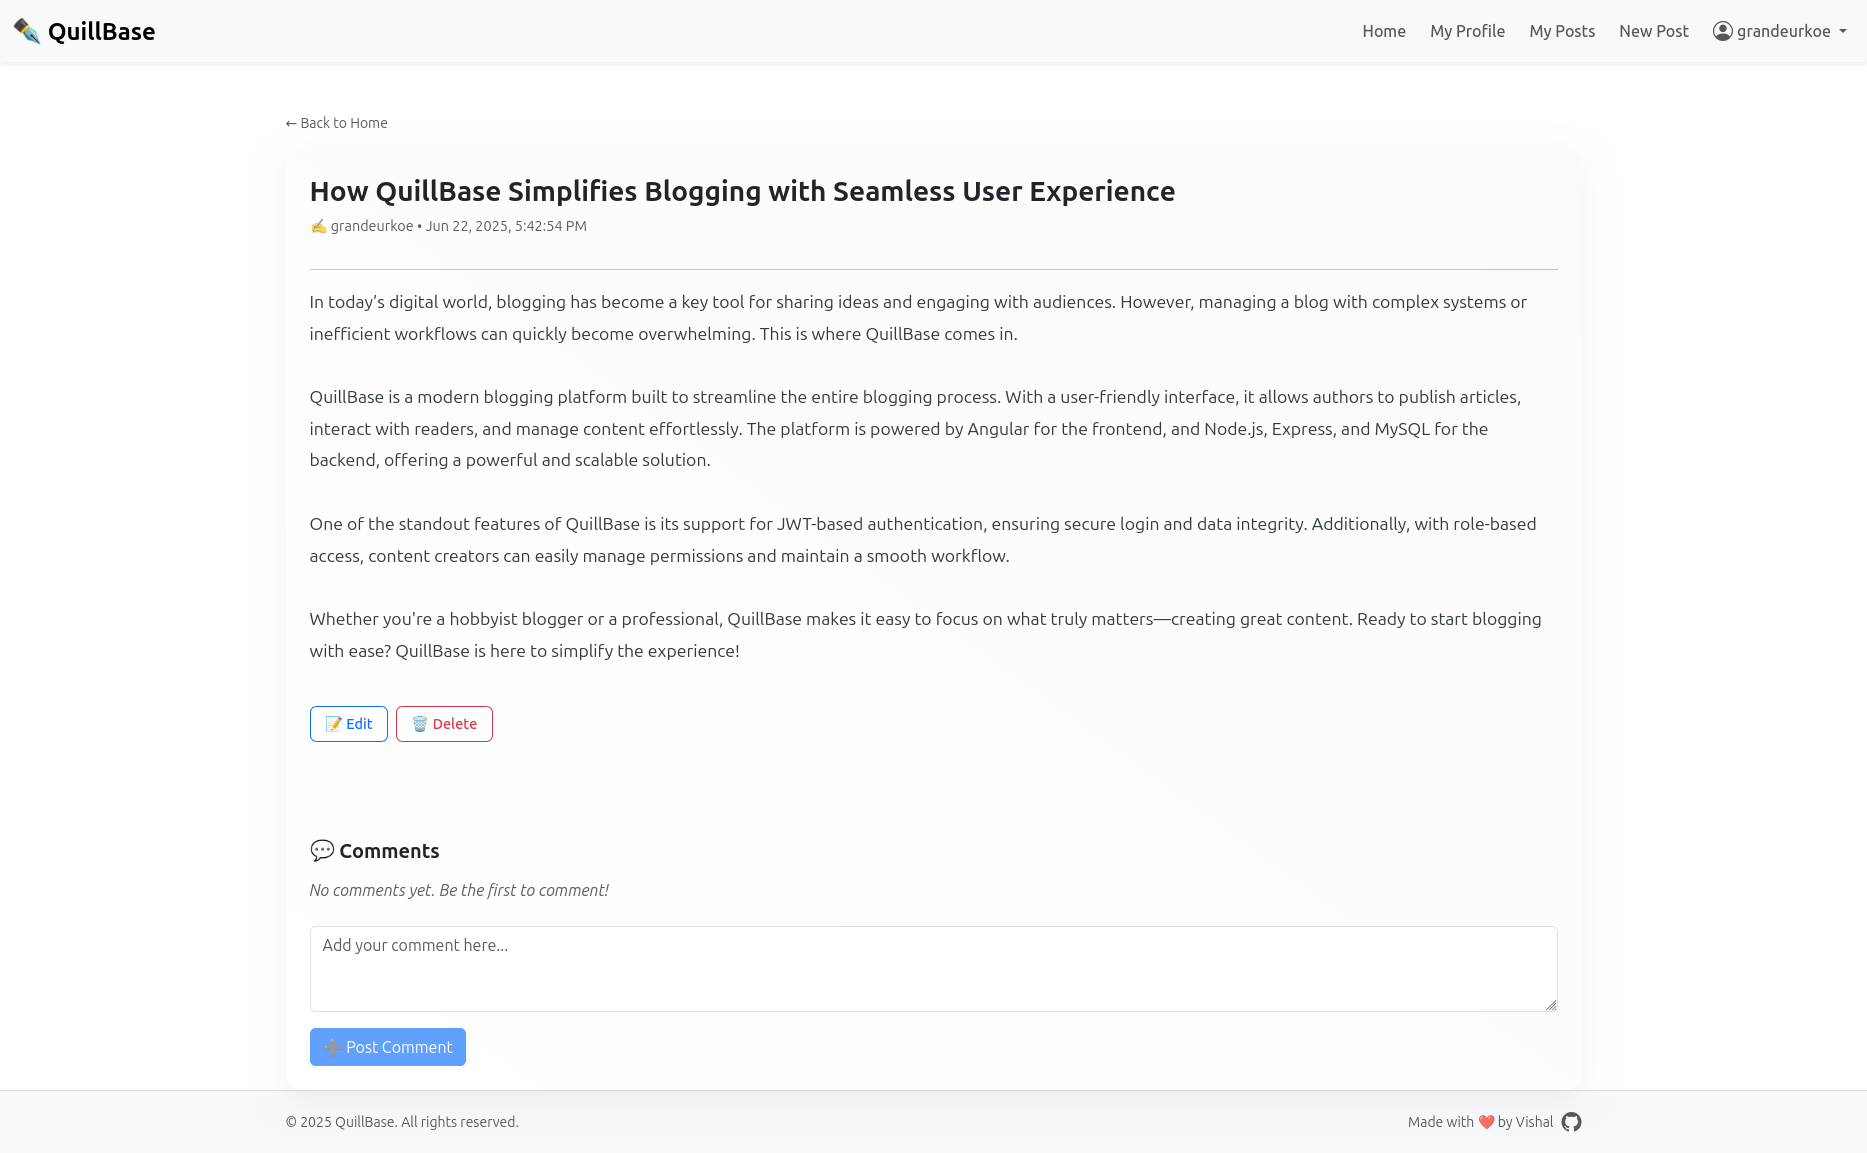 QuillBase
Home My Profile My Posts New Post grandeurkoe
← Back to Home
How QuillBase Simplifies Blogging with Seamless User Experience
✍️ grandeurkoe • Jun 22, 2025, 5:42:54 PM
In today’s digital world, blogging has become a key tool for sharing ideas and engaging with audiences. However, managing a blog with complex systems or
inefficient workflows can quickly become overwhelming. This is where QuillBase comes in.
QuillBase is a modern blogging platform built to streamline the entire blogging process. With a user-friendly interface, it allows authors to publish articles,
interact with readers, and manage content effortlessly. The platform is powered by Angular for the frontend, and Node.js, Express, and MySQL for the
backend, offering a powerful and scalable solution.
One of the standout features of QuillBase is its support for JWT-based authentication, ensuring secure login and data integrity. Additionally, with role-based
access, content creators can easily manage permissions and maintain a smooth workflow.
Whether you're a hobbyist blogger or a professional, QuillBase makes it easy to focus on what truly matters—creating great content. Ready to start blogging
with ease? QuillBase is here to simplify the experience!
📝 Edit 🗑️ Delete
💬 Comments
No comments yet. Be the first to comment!
Add your comment here...
➕ Post Comment
© 2025 QuillBase. All rights reserved. Made with ❤️ by Vishal